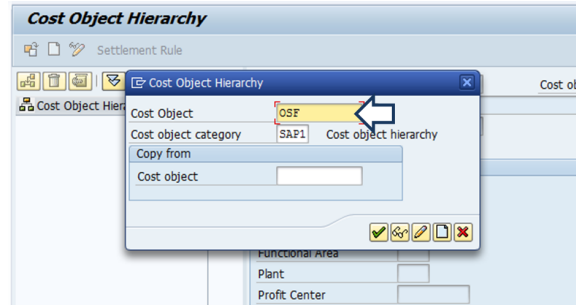 Cost Object Hierarchy
Settlement Rule
Cost Object Hierarchy
Cost ob
Cost Object Hier
Cost Object OSF
Cost object category SAP1 Cost object hierarchy
Copy from
Cost object
Functional Area
Plant
Profit Center